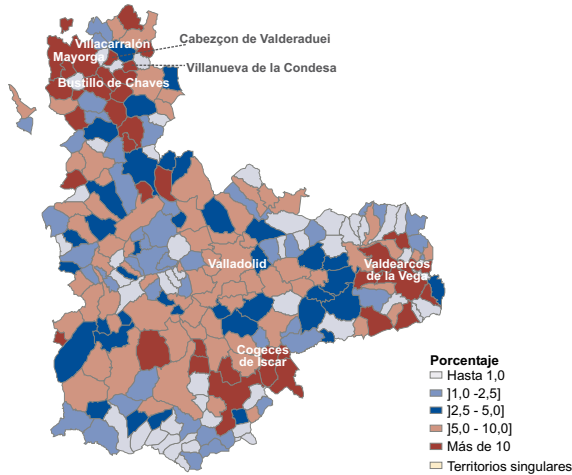 Villacarralón
Cabezçon de Valderaduei
Mayorga
Villanueva de la Condesa
Bustillo de Chaves
Valladolid
Valdearcos
de la Vega
Cogeces
de Iscar
Porcentaje
Hasta 1,0
]1,0 -2,5]
]2,5 - 5,0]
]5,0 - 10,0]
Más de 10
Territorios singulares